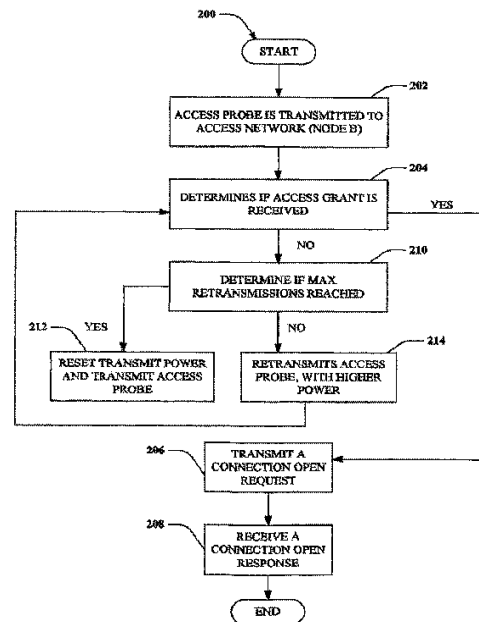 200
START
202
ACCESS PROBE IS TRANSMITTED TO
ACCESS NETWORK (NODE B)
204
DETERMINES IF ACCESS GRANT IS
RECEIVED
YES
NO
210
DETERMINE IF MAX
RETRANSMISSIONS REACHED
YES
NO
212
RESET TRANSMIT POWER
AND TRANSMIT ACCESS
PROBE
214
RETRANSMITS ACCESS
PROBE, WITH HIGHER
POWER
206
TRANSMIT A
CONNECTION OPEN
REQUEST
208
RECEIVE A
CONNECTION OPEN
RESPONSE
END